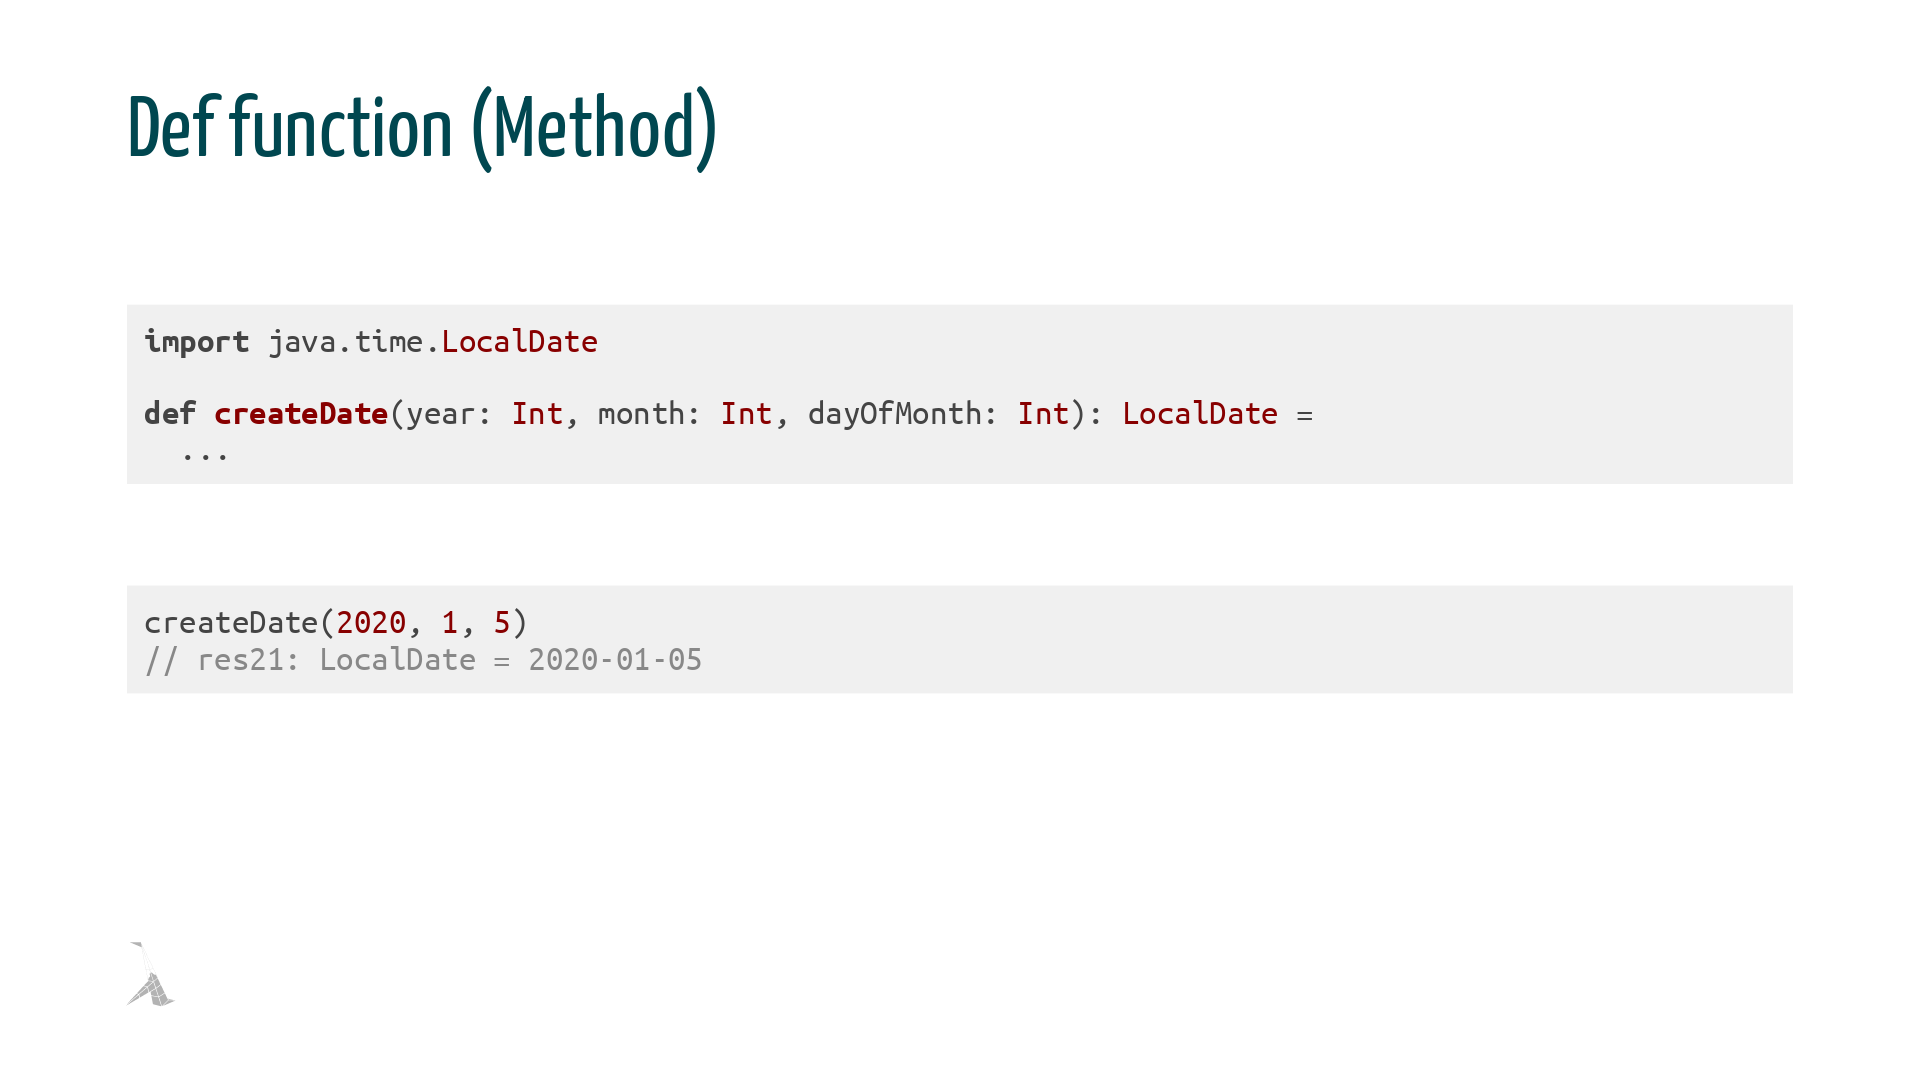 Def function (Method)
import java.time.LocalDate
def createDate(year: Int, month: Int, dayOfMonth: Int): LocalDate =
  ...
createDate(2020, 1, 5)
// res21: LocalDate = 2020-01-05